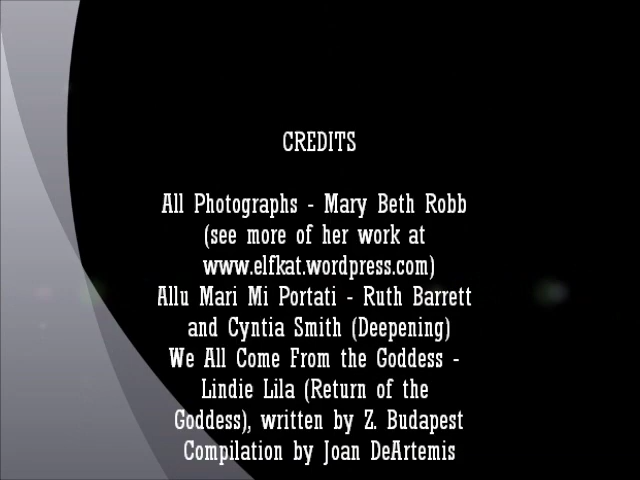 CREDITS
All Photographs - Mary Beth Robb
(see more of her work at
www.elfkat.wordpress.com)
Allu Mari Mi Portati - Ruth Barrett
and Cyntia Smith (Deepening)
We All Come From the Goddess -
Lindie Lila (Return of the
Goddess), written by Z. Budapest
Compilation by Joan DeArtemis